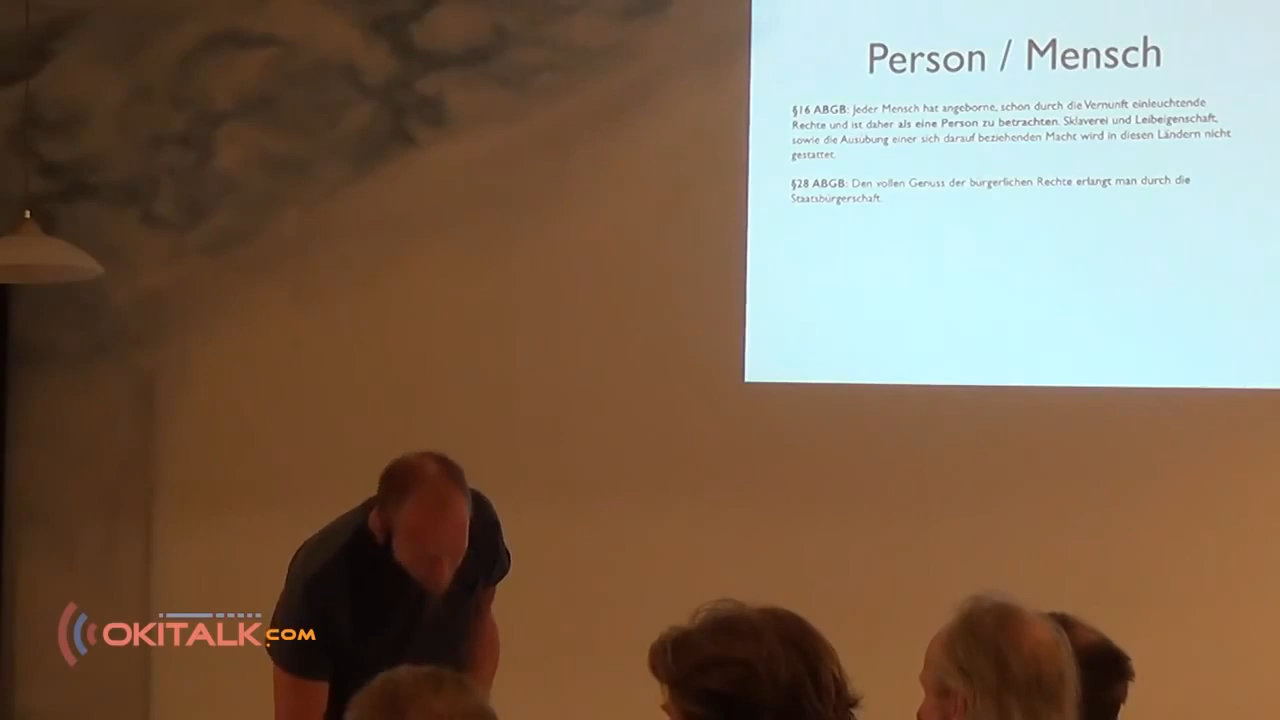 Person / Mensch
§16 ABGB: Jeder Mensch hat angeborne, schon durch die Vernunft einleuchtende
Rechte und ist daher als eine Person zu betrachten. Sklaverei und Leibeigenschaft,
sowie die Ausübung einer sich darauf beziehenden Macht wird in diesen Ländern nicht
gestattet.
§28 ABGB: Den vollen Genuss der bürgerlichen Rechte erlangt man durch die
Staatsbürgerschaft.
OKITALK.COM